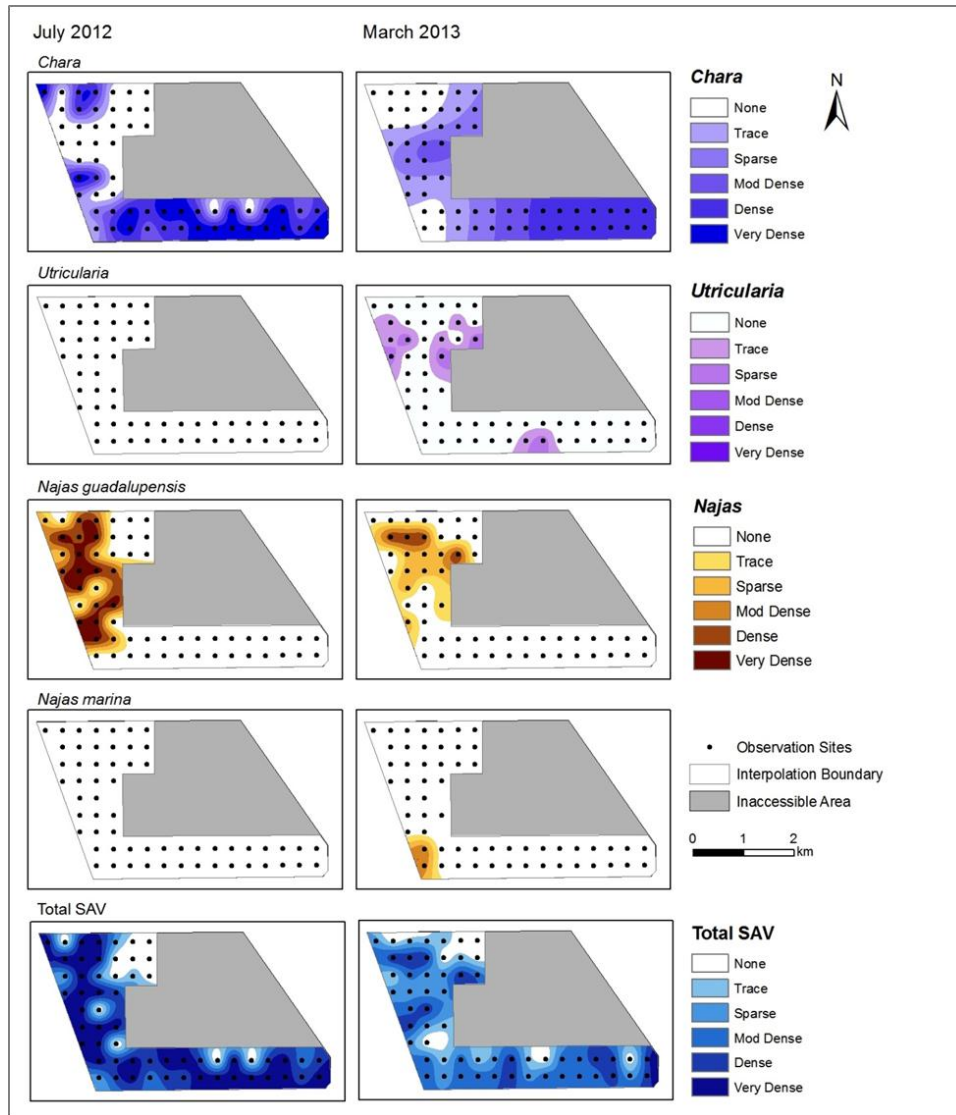 July 2012
March 2013
Chara
Chara
None
Trace
Sparse
Mod Dense
Dense
Very Dense
N
Utricularia
Utricularia
None
Trace
Sparse
Mod Dense
Dense
Very Dense
Najas guadalupensis
Najas
None
Trace
Sparse
Mod Dense
Dense
Very Dense
Najas marina
Observation Sites
Interpolation Boundary
Inaccessible Area
0 1 2
km
Total SAV
Total SAV
None
Trace
Sparse
Mod Dense
Dense
Very Dense